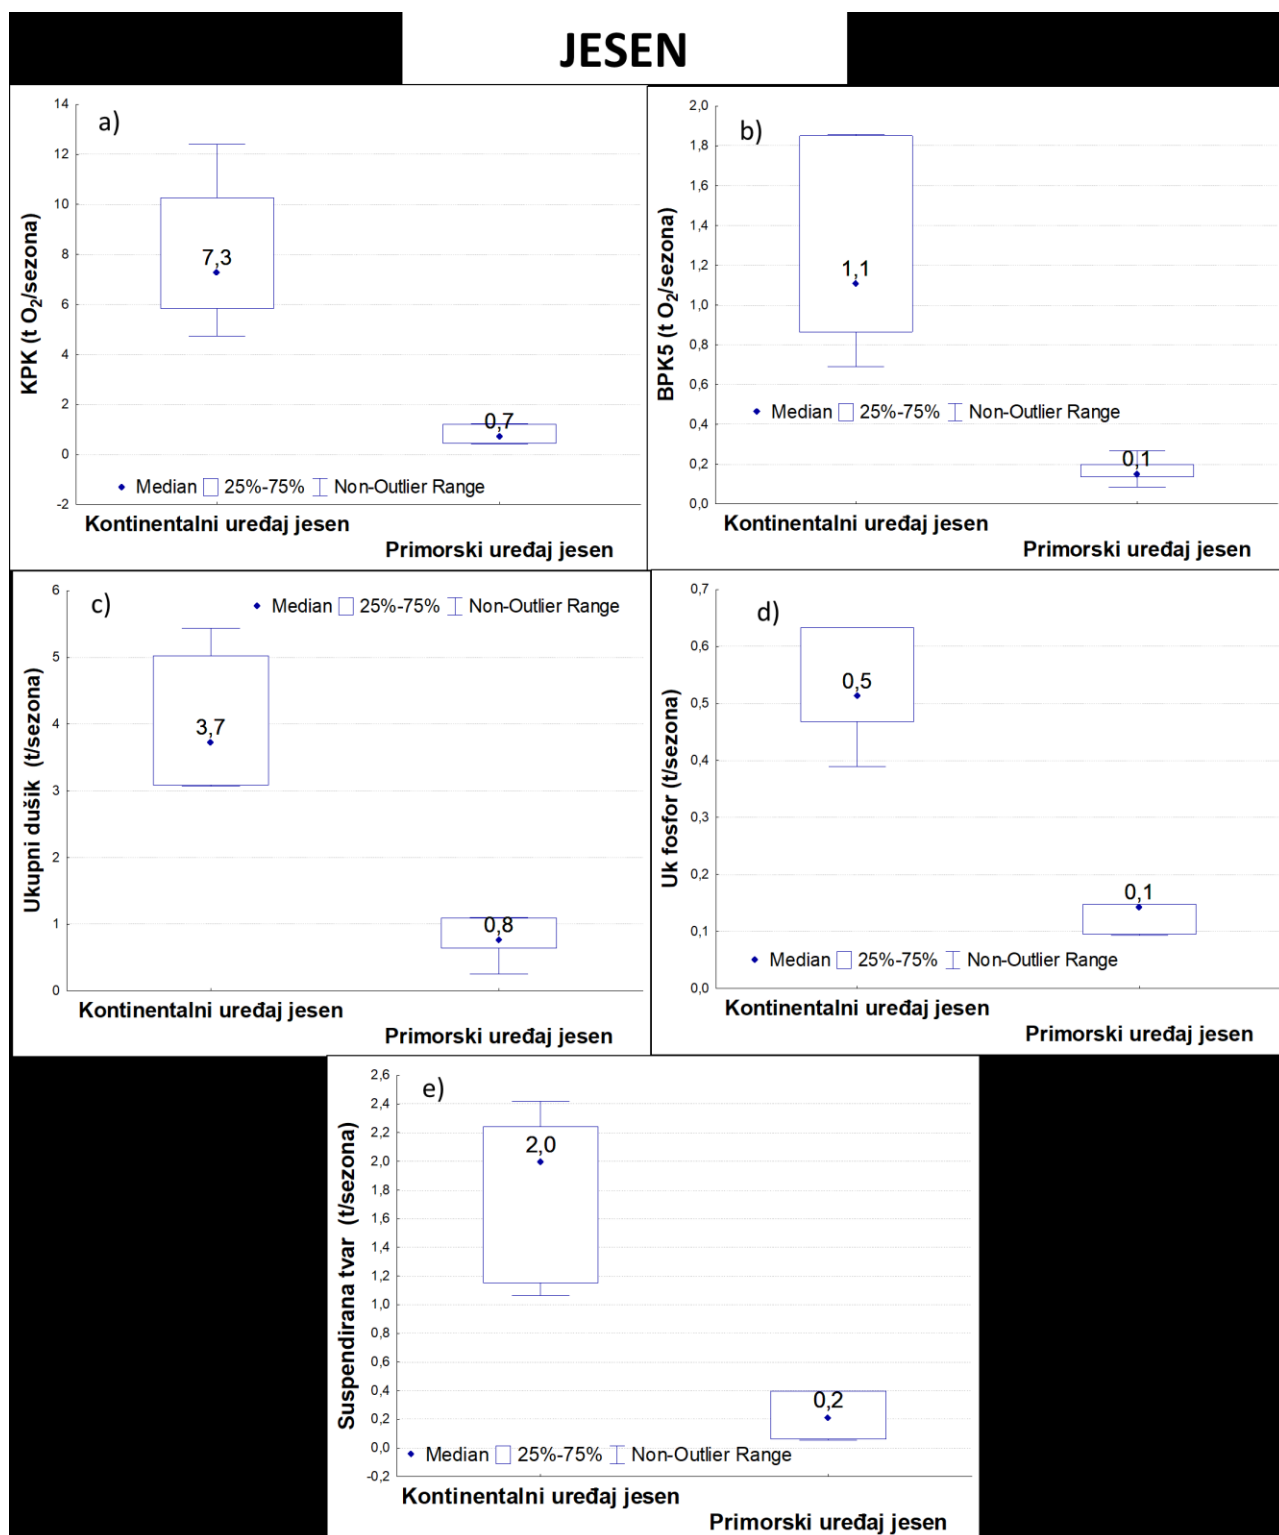 JESEN
a)
KPK (t O₂/sezona)
14
12
10
8
6
4
2
0
-2
7,3
0,7
Median 25%-75% Non-Outlier Range
Kontinentalni uređaj jesen
Primorski uređaj jesen
b)
BPK5 (t O₂/sezona)
2,0
1,8
1,6
1,4
1,2
1,0
0,8
0,6
0,4
0,2
0,0
1,1
0,1
Median 25%-75% Non-Outlier Range
Kontinentalni uređaj jesen
Primorski uređaj jesen
c)
Ukupni dušik (t/sezona)
6
5
4
3
2
1
0
Median 25%-75% Non-Outlier Range
3,7
0,8
Kontinentalni uređaj jesen
Primorski uređaj jesen
d)
Uk fosfor (t/sezona)
0,7
0,6
0,5
0,4
0,3
0,2
0,1
0,0
0,5
0,1
Median 25%-75% Non-Outlier Range
Kontinentalni uređaj jesen
Primorski uređaj jesen
e)
Suspendirana tvar (t/sezona)
2,6
2,4
2,2
2,0
1,8
1,6
1,4
1,2
1,0
0,8
0,6
0,4
0,2
0,0
-0,2
2,0
0,2
Median 25%-75% Non-Outlier Range
Kontinentalni uređaj jesen
Primorski uređaj jesen